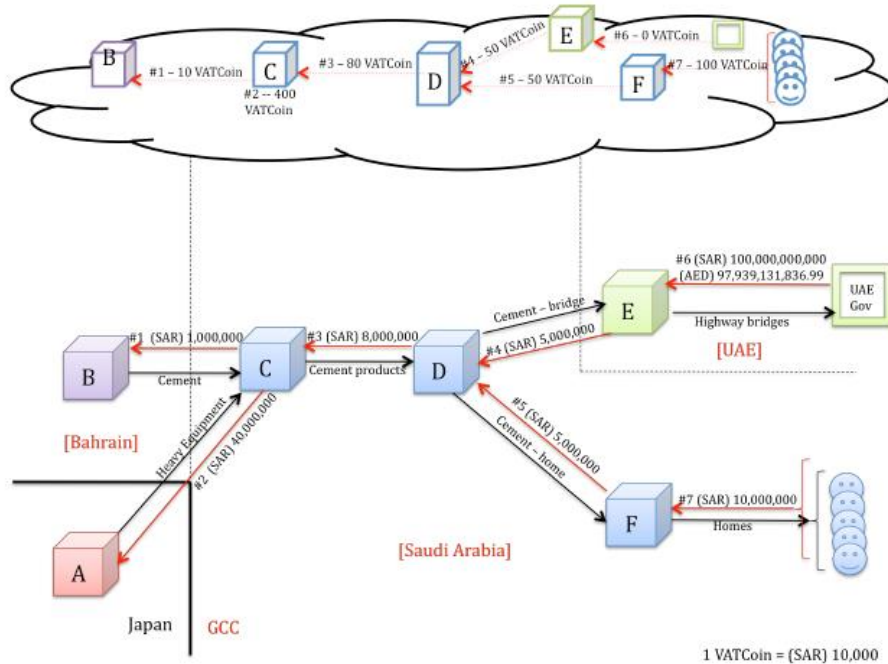 B
#1 – 10 VATCoin
C
#2 -- 400
VATCoin
#3 – 80 VATCoin
D
#4 – 50 VATCoin
E
#5 – 50 VATCoin
#6 – 0 VATCoin
F
#7 – 100 VATCoin
#6 (SAR) 100,000,000,000
(AED) 97,939,131,836.99
UAE
Gov
E
Highway bridges
[UAE]
Cement – bridge
#4 (SAR) 5,000,000
#1 (SAR) 1,000,000
B
Cement
C
#3 (SAR) 8,000,000
Cement products
D
[Bahrain]
Heavy Equipment
#2 (SAR) 40,000,000
#5 (SAR) 5,000,000
Cement – home
#7 (SAR) 10,000,000
F
Homes
A
[Saudi Arabia]
Japan
GCC
1 VATCoin = (SAR) 10,000